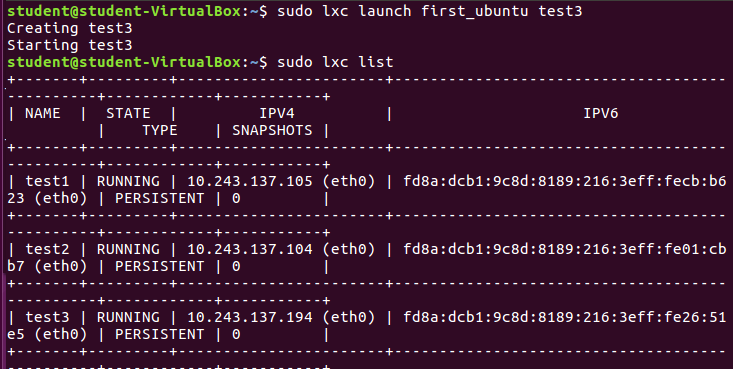 student@student-VirtualBox:~$ sudo lxc launch first_ubuntu test3
Creating test3
Starting test3
student@student-VirtualBox:~$ sudo lxc list
+-------+---------+-----------------------+------------------------------------
----------+------------+-----------+
| NAME  |  STATE  |         IPV4          |                     IPV6
          |    TYPE    | SNAPSHOTS |
+-------+---------+-----------------------+------------------------------------
----------+------------+-----------+
| test1 | RUNNING | 10.243.137.105 (eth0) | fd8a:dcb1:9c8d:8189:216:3eff:fecb:b6
23 (eth0) | PERSISTENT | 0         |
+-------+---------+-----------------------+------------------------------------
----------+------------+-----------+
| test2 | RUNNING | 10.243.137.104 (eth0) | fd8a:dcb1:9c8d:8189:216:3eff:fe01:cb
b7 (eth0) | PERSISTENT | 0         |
+-------+---------+-----------------------+------------------------------------
----------+------------+-----------+
| test3 | RUNNING | 10.243.137.194 (eth0) | fd8a:dcb1:9c8d:8189:216:3eff:fe26:51
e5 (eth0) | PERSISTENT | 0         |
+-------+---------+-----------------------+------------------------------------
----------+------------+-----------+